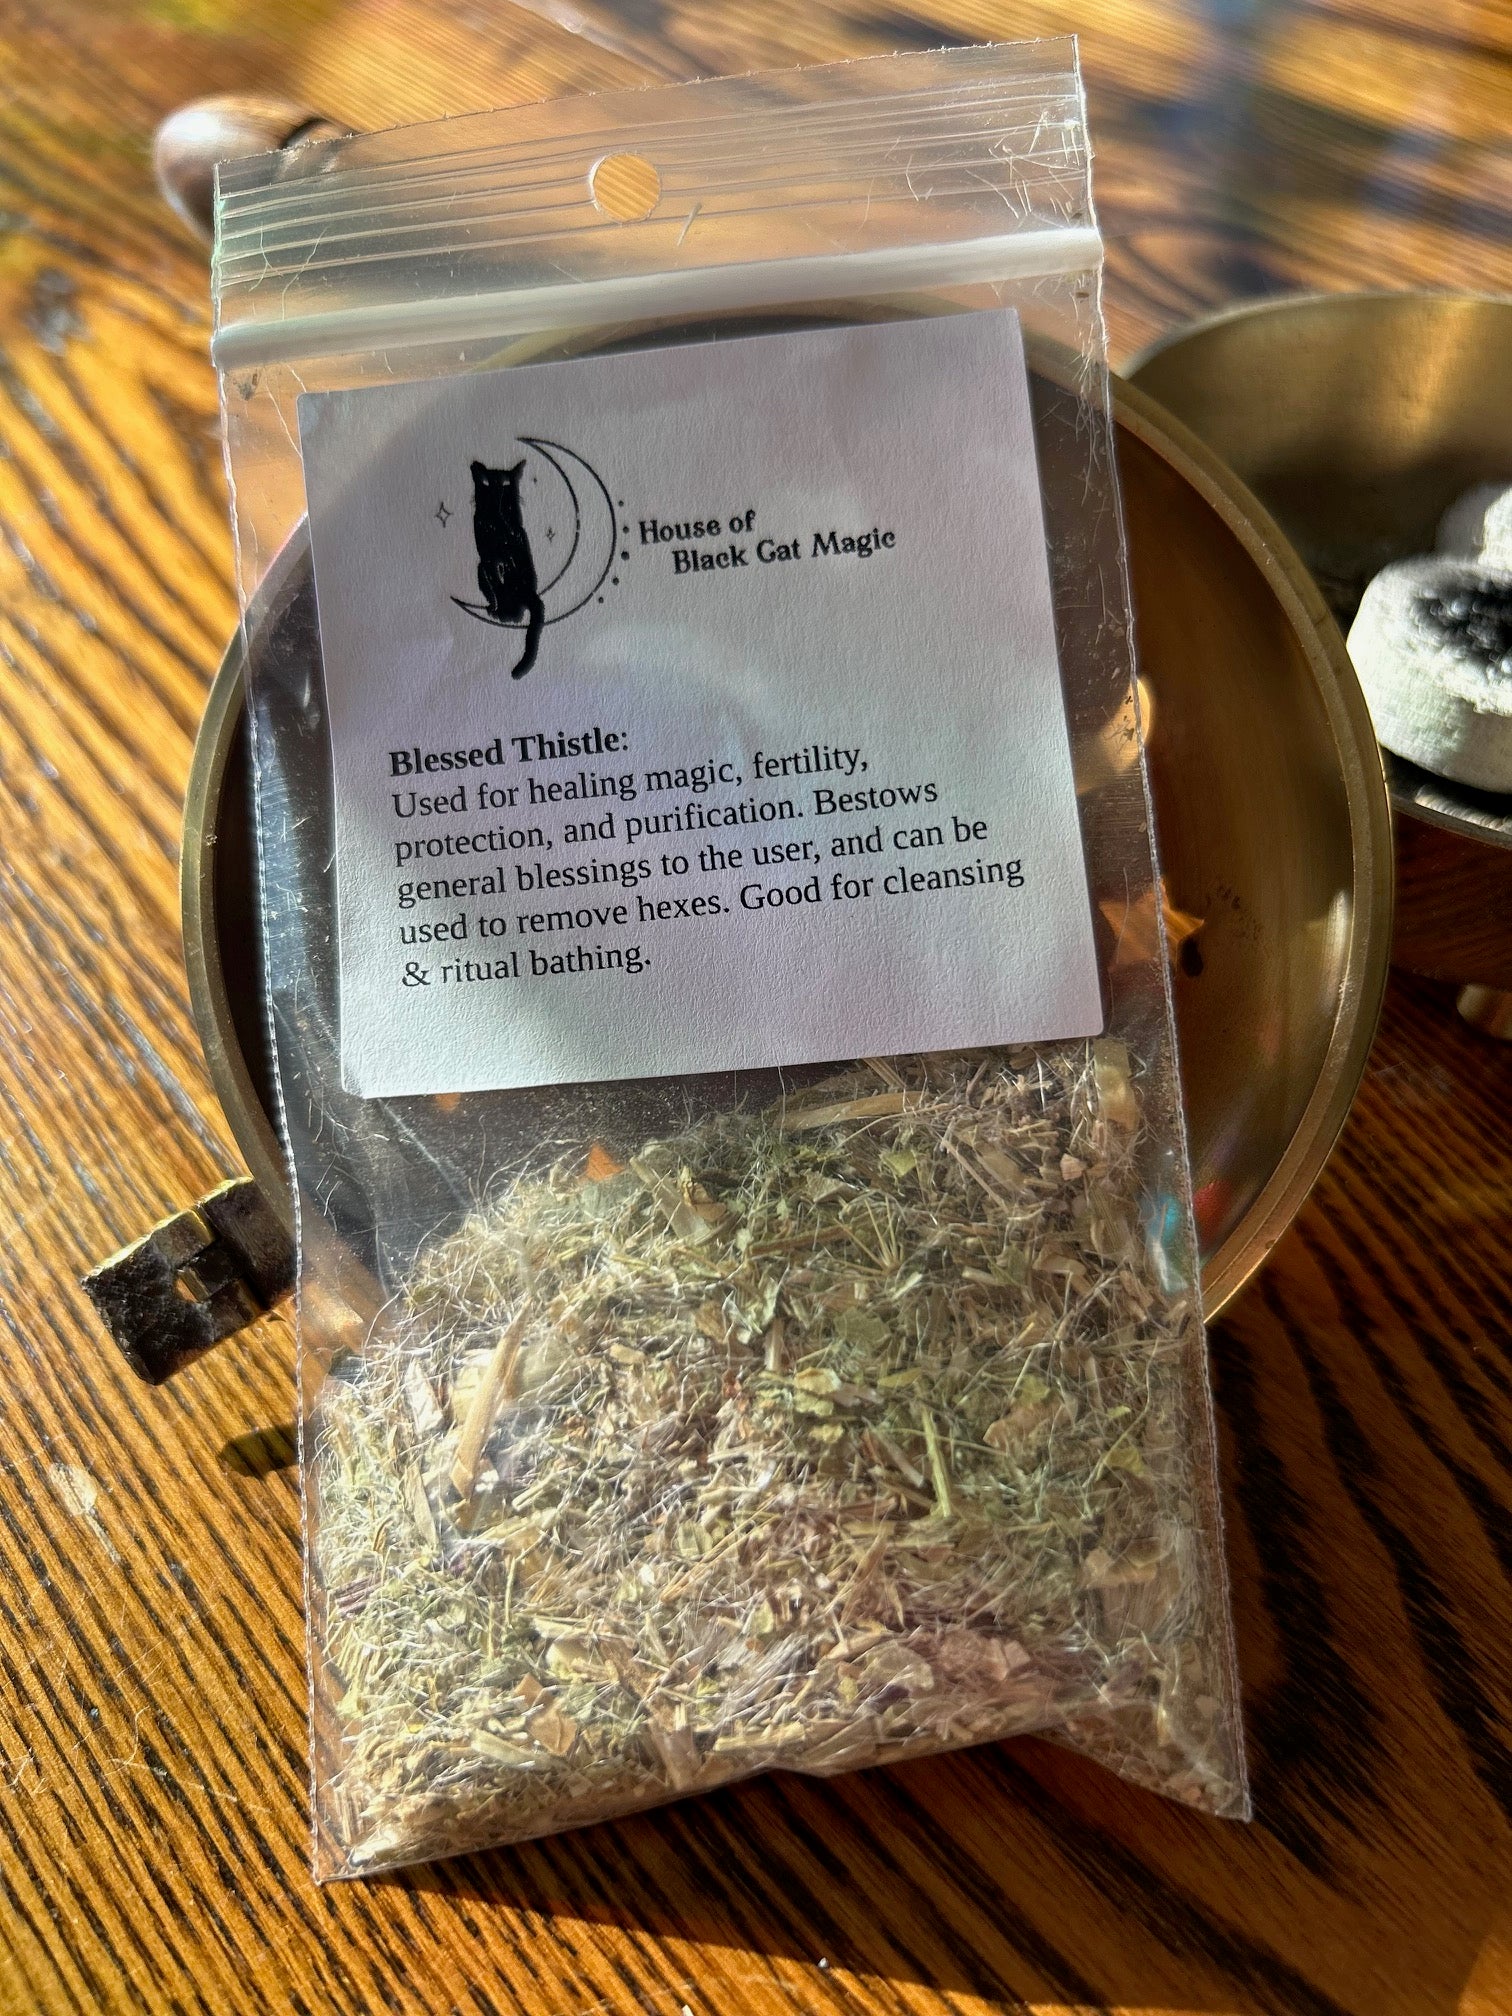 House of
Black Cat Magic
Blessed Thistle:
Used for healing magic, fertility,
protection, and purification. Bestows
general blessings to the user, and can be
used to remove hexes. Good for cleansing
& ritual bathing.